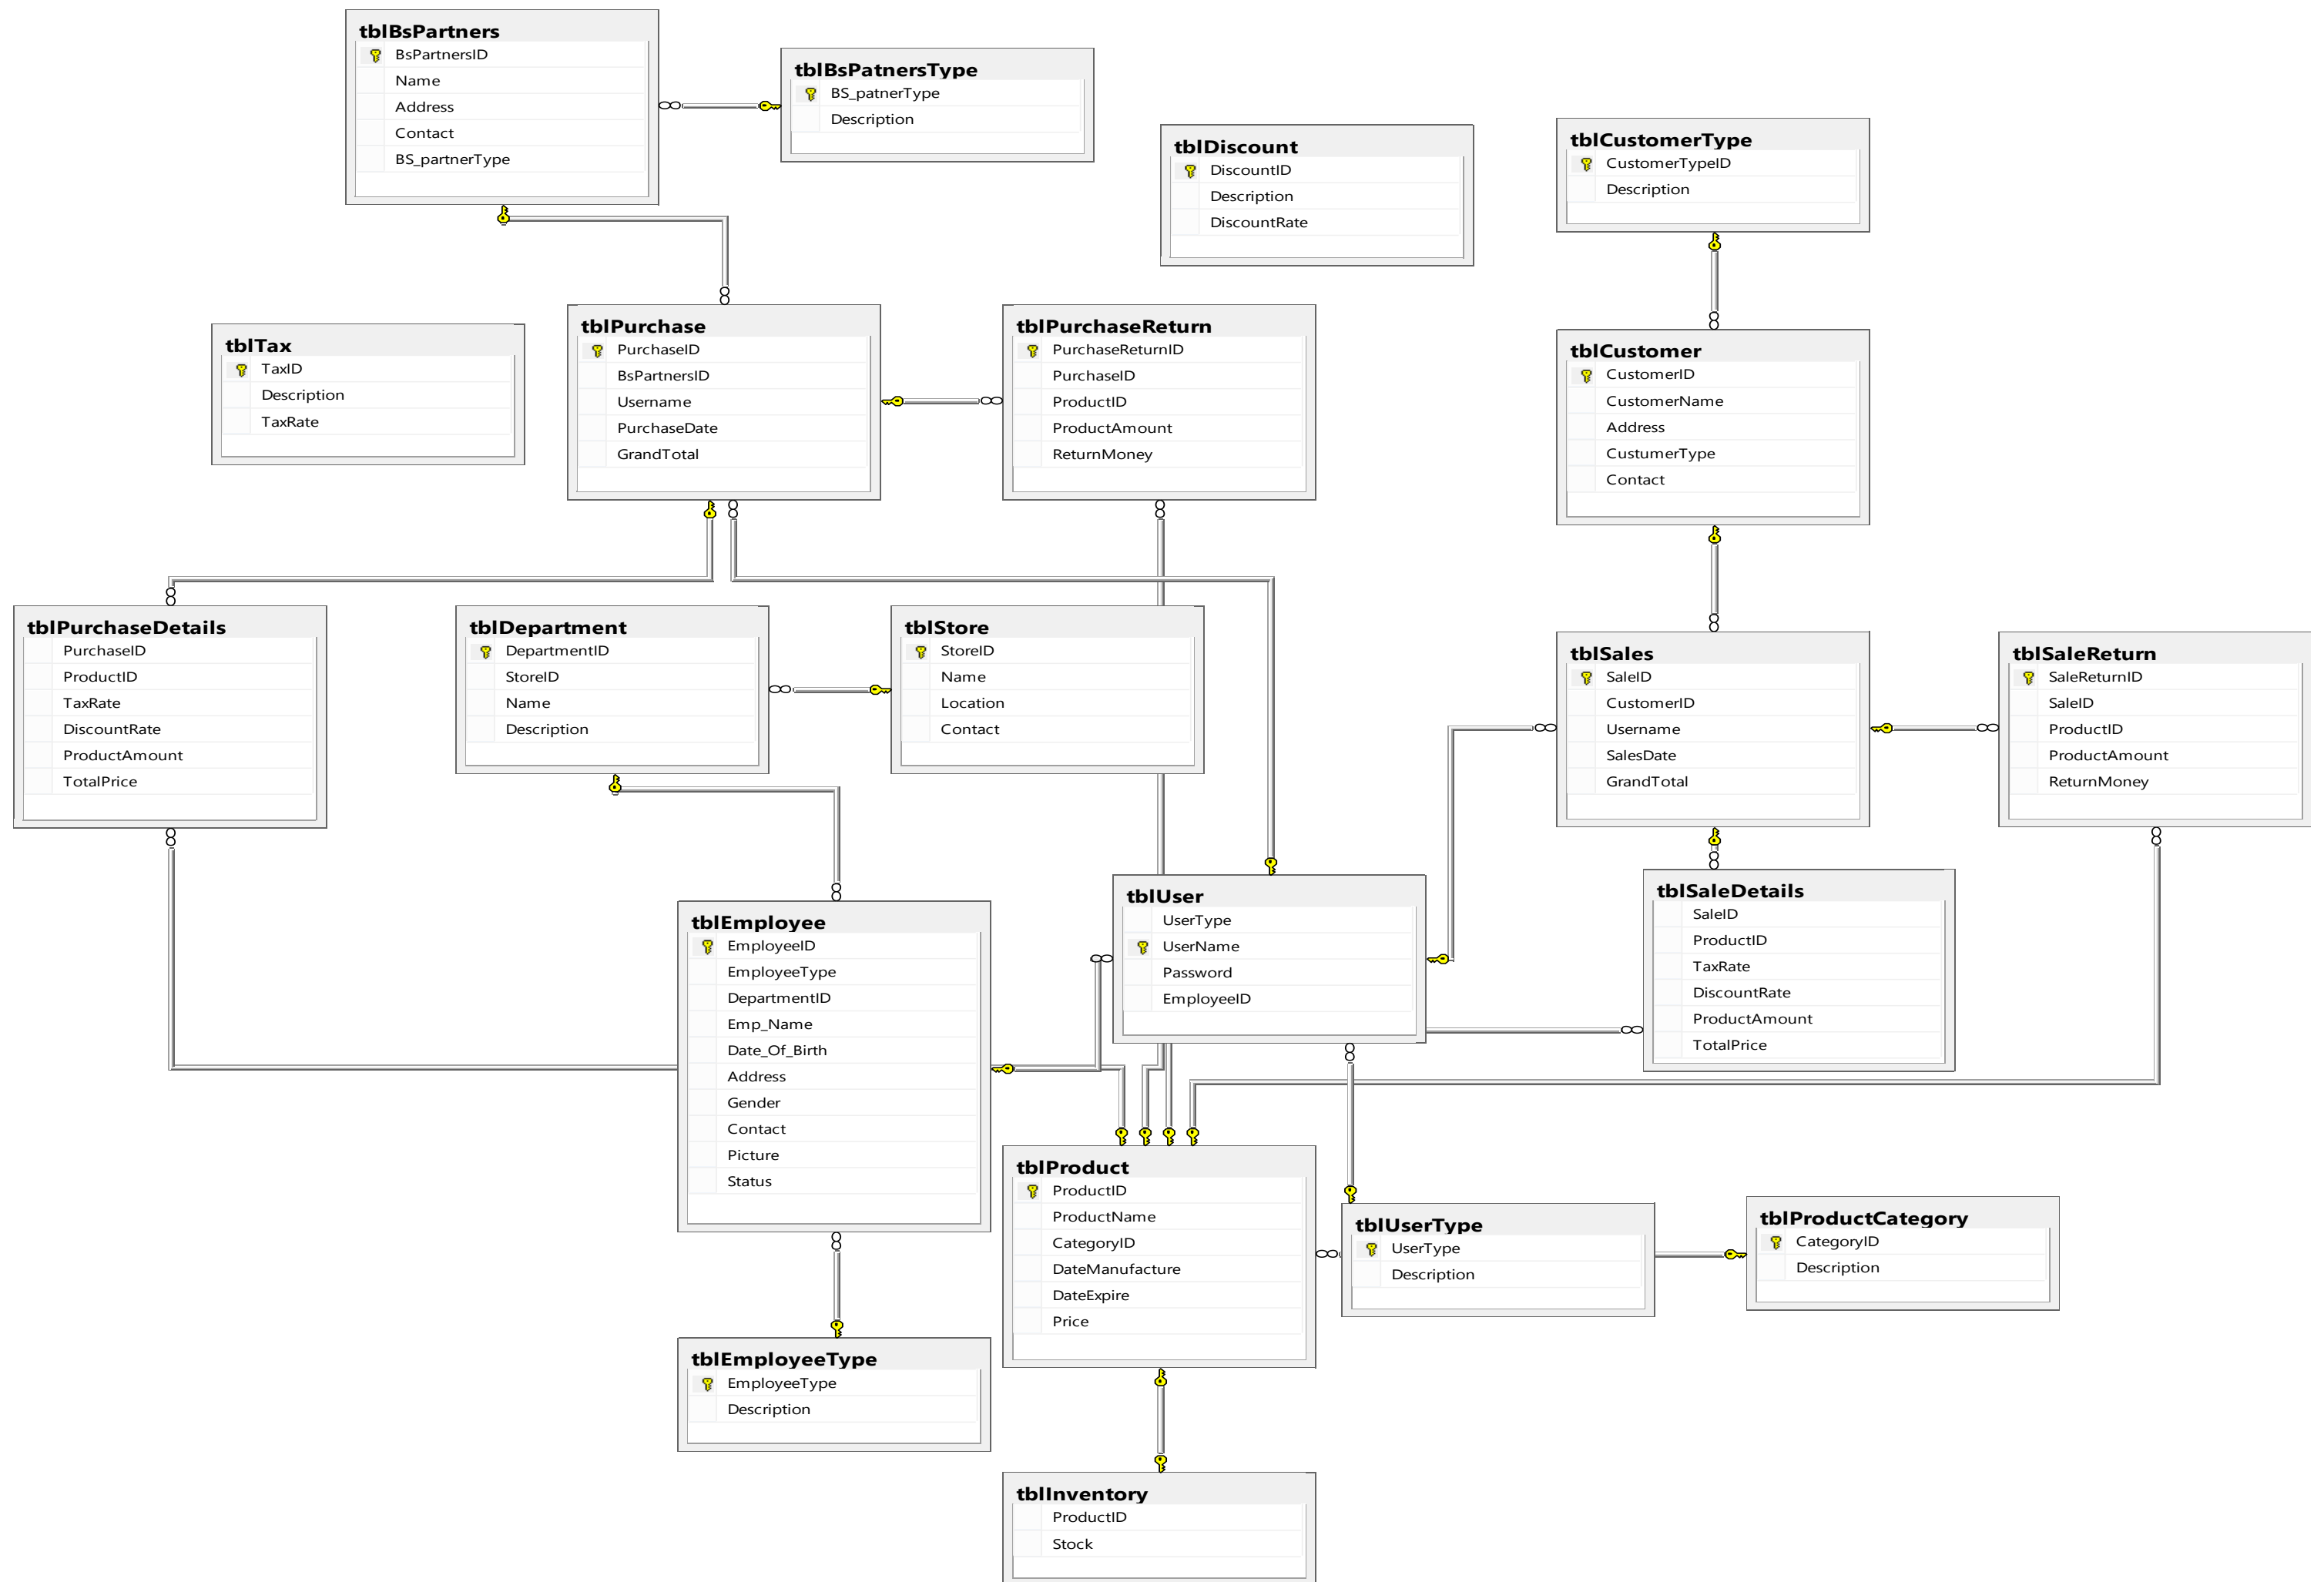 tblBsPartners
BsPartnersID
Name
Address
Contact
BS_partnerType
tblBsPatnersType
BS_patnerType
Description
tblDiscount
DiscountID
Description
DiscountRate
tblCustomerType
CustomerTypeID
Description
tblTax
TaxID
Description
TaxRate
tblPurchase
PurchaseID
BsPartnersID
Username
PurchaseDate
GrandTotal
tblPurchaseReturn
PurchaseReturnID
PurchaseID
ProductID
ProductAmount
ReturnMoney
tblCustomer
CustomerID
CustomerName
Address
CustumerType
Contact
tblPurchaseDetails
PurchaseID
ProductID
TaxRate
DiscountRate
ProductAmount
TotalPrice
tblDepartment
DepartmentID
StoreID
Name
Description
tblStore
StoreID
Name
Location
Contact
tblSales
SaleID
CustomerID
Username
SalesDate
GrandTotal
tblSaleReturn
SaleReturnID
SaleID
ProductID
ProductAmount
ReturnMoney
tblEmployee
EmployeeID
EmployeeType
DepartmentID
Emp_Name
Date_Of_Birth
Address
Gender
Contact
Picture
Status
tblUser
UserType
UserName
Password
EmployeeID
tblSaleDetails
SaleID
ProductID
TaxRate
DiscountRate
ProductAmount
TotalPrice
tblProduct
ProductID
ProductName
CategoryID
DateManufacture
DateExpire
Price
tblUserType
UserType
Description
tblProductCategory
CategoryID
Description
tblEmployeeType
EmployeeType
Description
tblInventory
ProductID
Stock